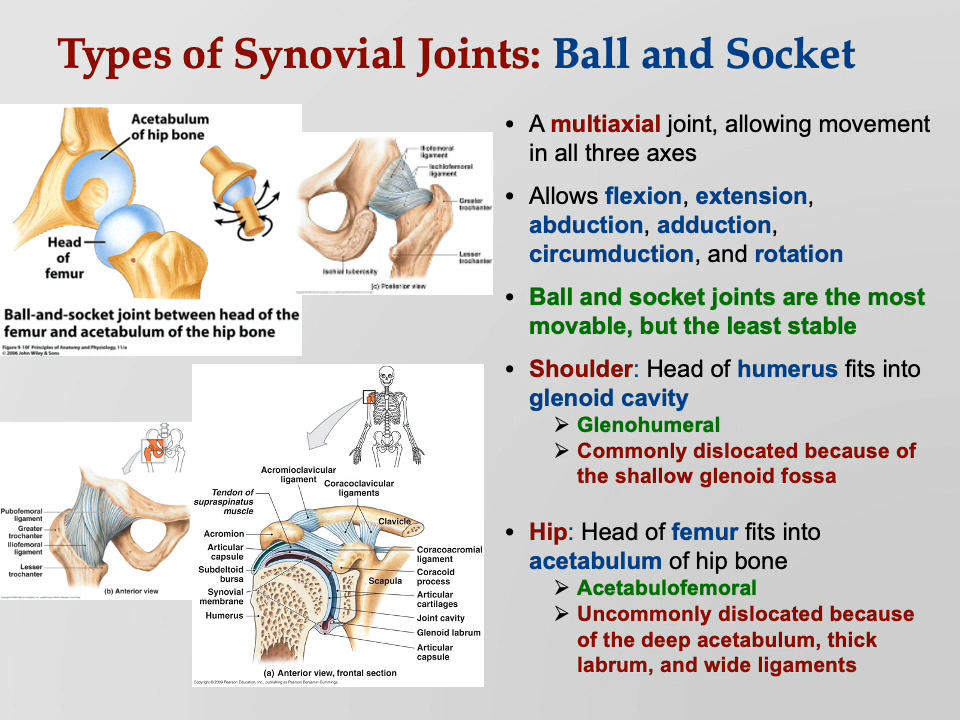 Types of Synovial Joints: Ball and Socket
Acetabulum
of hip bone
Head
of
femur
Ball-and-socket joint between head of the
femur and acetabulum of the hip bone
Figure 9-10f Principles of Anatomy and Physiology, 11/e
© 2006 John Wiley & Sons
Iliofemoral
ligament
Ischiofemoral
ligament
Greater
trochanter
Lesser
trochanter
Ischial tuberosity
(c) Posterior view
Pubofemoral
ligament
Greater
trochanter
Iliofemoral
ligament
Lesser
trochanter
(b) Anterior view
Acromioclavicular
ligament
Coracoclavicular
ligaments
Tendon of
supraspinatus
muscle
Clavicle
Acromion
Articular
capsule
Subdeltoid
bursa
Synovial
membrane
Humerus
Scapula
Coracoacromial
ligament
Coracoid
process
Articular
cartilages
Joint cavity
Glenoid labrum
Articular
capsule
(a) Anterior view, frontal section
Copyright © 2009 Pearson Education, Inc., publishing as Pearson Benjamin Cummings.
• A multiaxial joint, allowing movement
in all three axes
• Allows flexion, extension,
abduction, adduction,
circumduction, and rotation
• Ball and socket joints are the most
movable, but the least stable
• Shoulder: Head of humerus fits into
glenoid cavity
➢ Glenohumeral
➢ Commonly dislocated because of
the shallow glenoid fossa
• Hip: Head of femur fits into
acetabulum of hip bone
➢ Acetabulofemoral
➢ Uncommonly dislocated because
of the deep acetabulum, thick
labrum, and wide ligaments